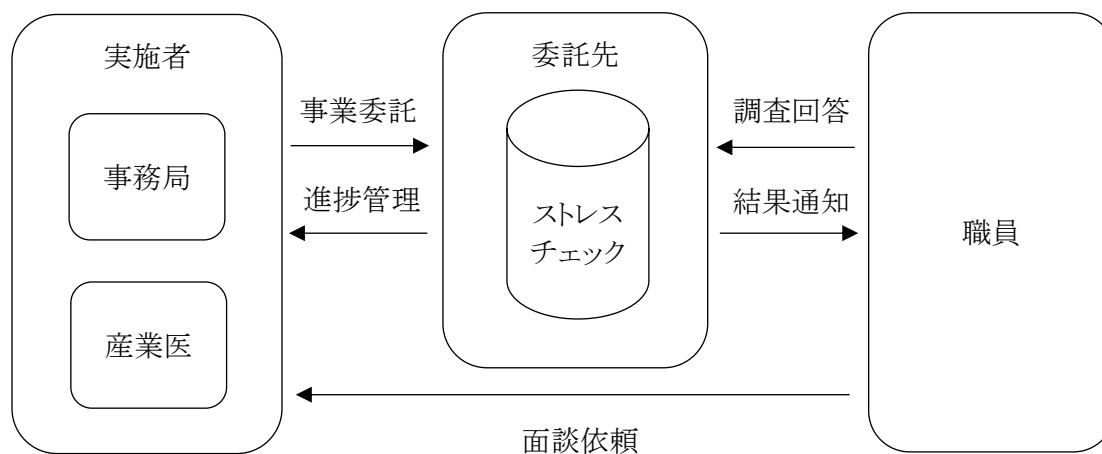 実施者
事務局
産業医
事業委託
進捗管理
委託先
ストレス
チェック
調査回答
結果通知
職員
面談依頼